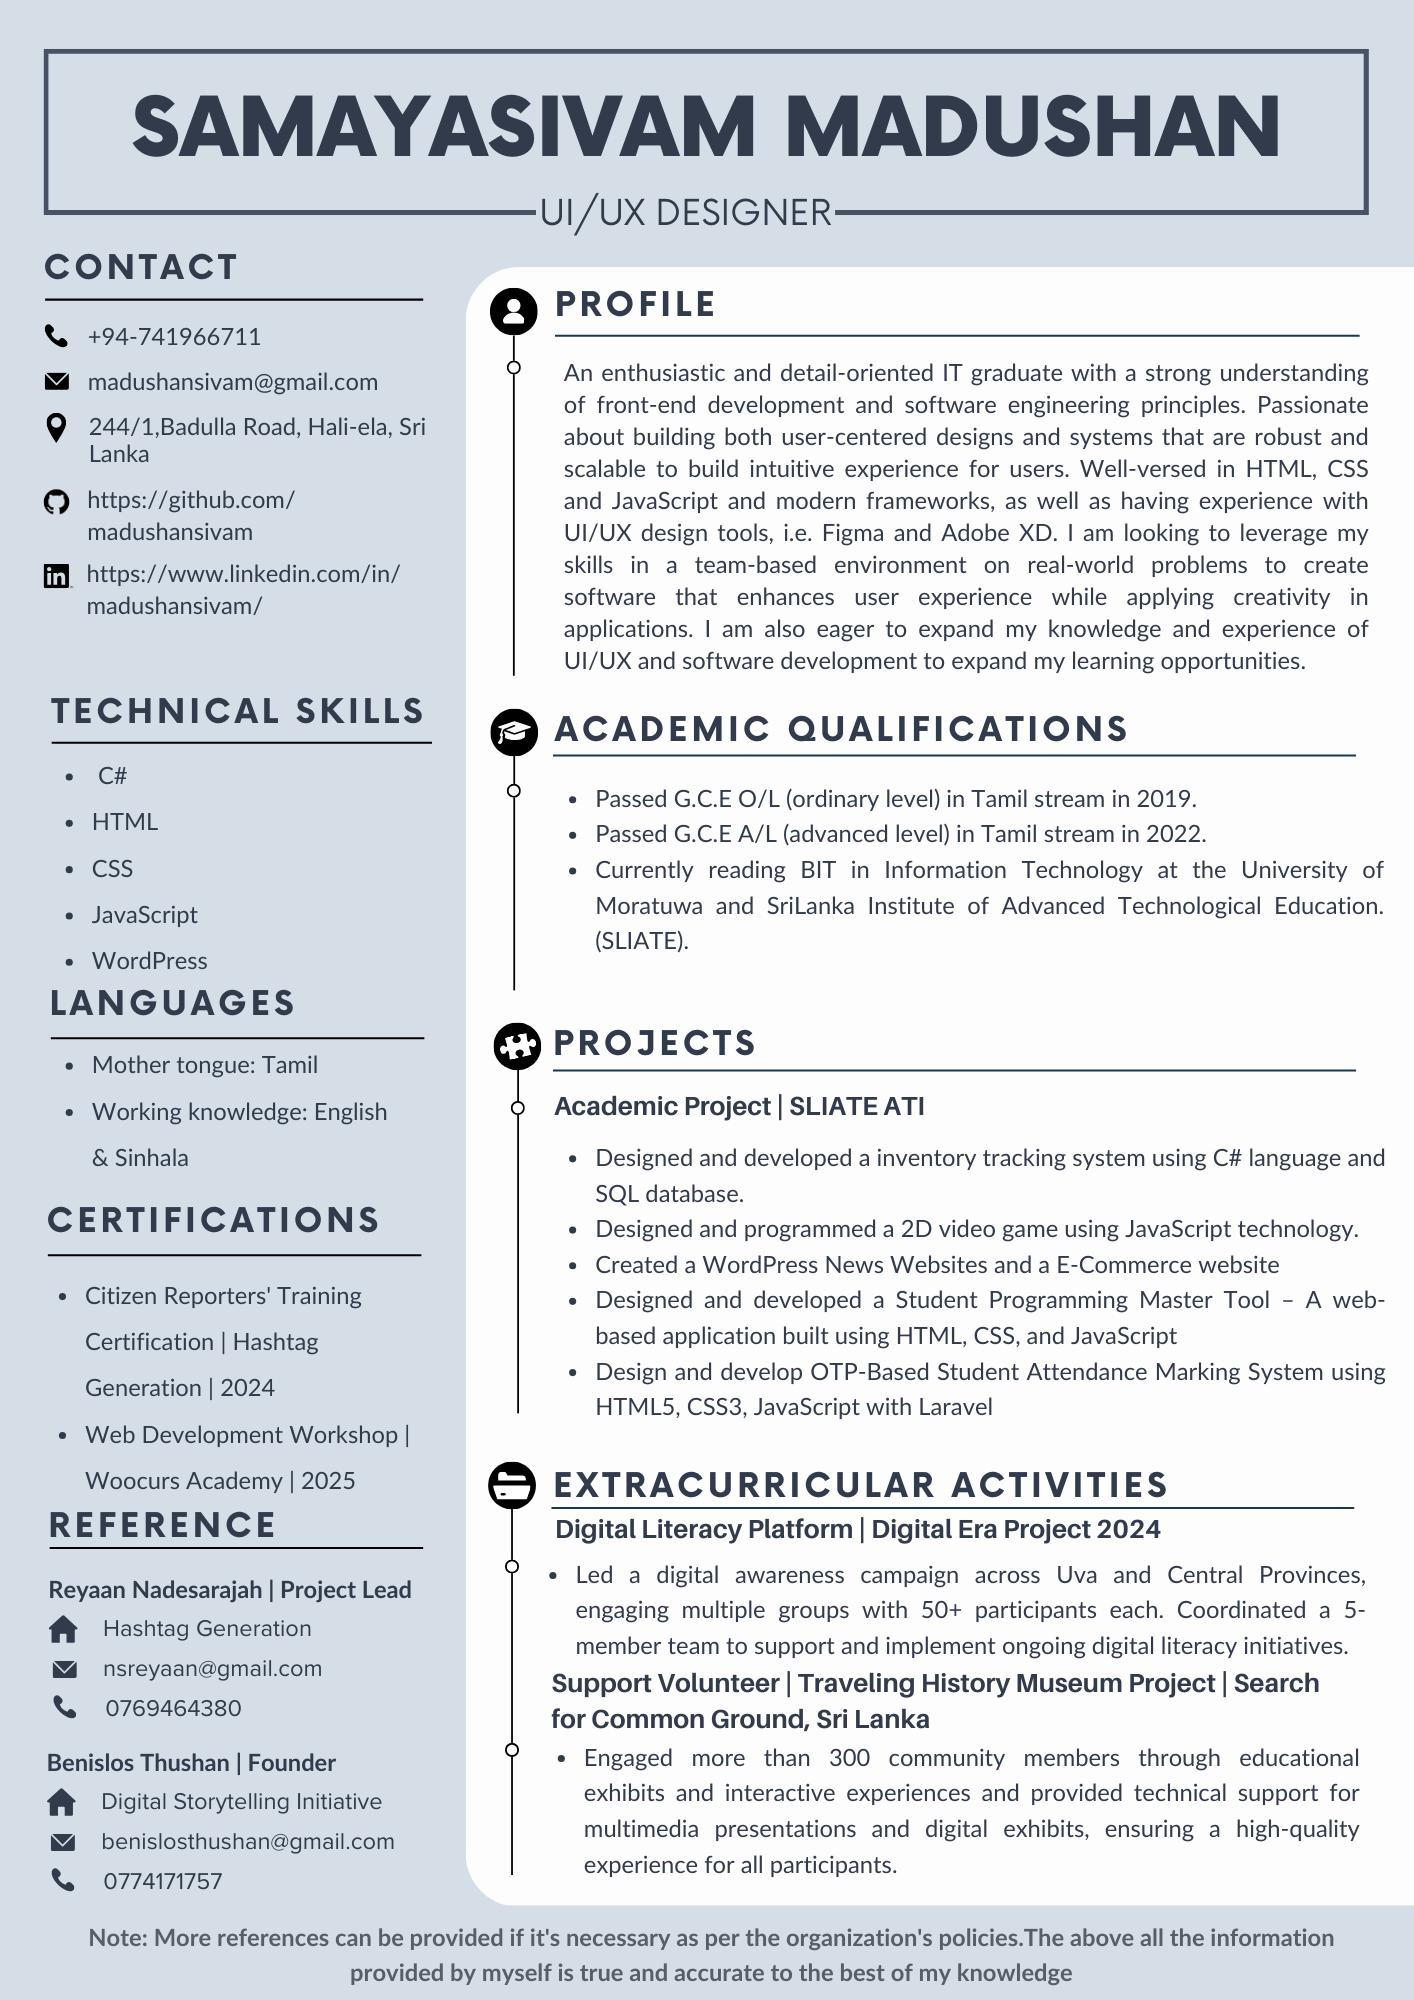 SAMAYASIVAM MADUSHAN
UI/UX DESIGNER
CONTACT
+94-741966711
madushansivam@gmail.com
244/1,Badulla Road, Hali-ela, Sri
Lanka
https://github.com/
madushansivam
https://www.linkedin.com/in/
madushansivam/
TECHNICAL SKILLS
• C#
• HTML
• CSS
• JavaScript
• WordPress
LANGUAGES
• Mother tongue: Tamil
• Working knowledge: English
& Sinhala
CERTIFICATIONS
• Citizen Reporters' Training
Certification | Hashtag
Generation | 2024
• Web Development Workshop |
Woocurs Academy | 2025
REFERENCE
Reyaan Nadesarajah | Project Lead
Hashtag Generation
nsreyaan@gmail.com
0769464380
Benislos Thushan | Founder
Digital Storytelling Initiative
benislosthushan@gmail.com
0774171757
PROFILE
An enthusiastic and detail-oriented IT graduate with a strong understanding
of front-end development and software engineering principles. Passionate
about building both user-centered designs and systems that are robust and
scalable to build intuitive experience for users. Well-versed in HTML, CSS
and JavaScript and modern frameworks, as well as having experience with
UI/UX design tools, i.e. Figma and Adobe XD. I am looking to leverage my
skills in a team-based environment on real-world problems to create
software that enhances user experience while applying creativity in
applications. I am also eager to expand my knowledge and experience of
UI/UX and software development to expand my learning opportunities.
ACADEMIC QUALIFICATIONS
• Passed G.C.E O/L (ordinary level) in Tamil stream in 2019.
• Passed G.C.E A/L (advanced level) in Tamil stream in 2022.
• Currently reading BIT in Information Technology at the University of
Moratuwa and SriLanka Institute of Advanced Technological Education.
(SLIATE).
PROJECTS
Academic Project | SLIATE ATI
• Designed and developed a inventory tracking system using C# language and
SQL database.
• Designed and programmed a 2D video game using JavaScript technology.
• Created a WordPress News Websites and a E-Commerce website
• Designed and developed a Student Programming Master Tool – A web-
based application built using HTML, CSS, and JavaScript
• Design and develop OTP-Based Student Attendance Marking System using
HTML5, CSS3, JavaScript with Laravel
EXTRACURRICULAR ACTIVITIES
Digital Literacy Platform | Digital Era Project 2024
• Led a digital awareness campaign across Uva and Central Provinces,
engaging multiple groups with 50+ participants each. Coordinated a 5-
member team to support and implement ongoing digital literacy initiatives.
Support Volunteer | Traveling History Museum Project | Search
for Common Ground, Sri Lanka
• Engaged more than 300 community members through educational
exhibits and interactive experiences and provided technical support for
multimedia presentations and digital exhibits, ensuring a high-quality
experience for all participants.
Note: More references can be provided if it's necessary as per the organization's policies.The above all the information
provided by myself is true and accurate to the best of my knowledge